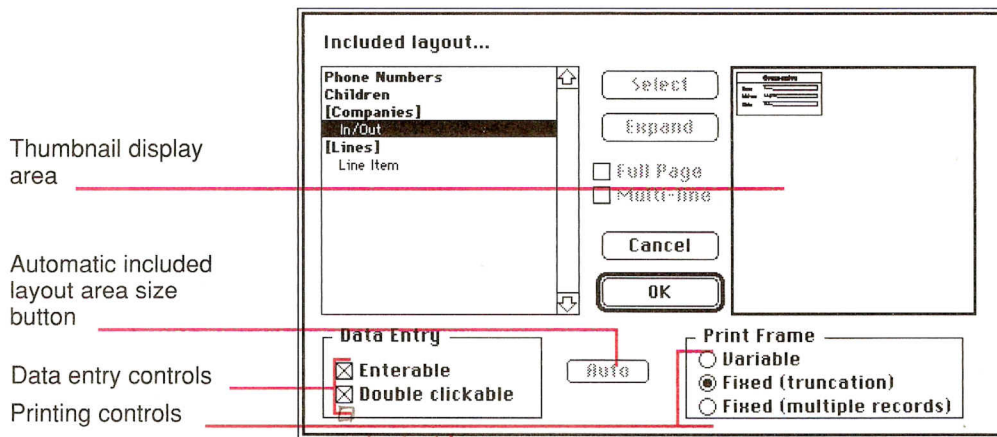 Included layout...
Phone Numbers
Children
[Companies]
In/Out
[Lines]
Line Item
Select
Expand
Full Page
Multi-line
Cancel
OK
Thumbnail display
area
Automatic included
layout area size
button
Data entry controls
Printing controls
Data Entry
Enterable
Double clickable
Auto
Print Frame
Variable
Fixed (truncation)
Fixed (multiple records)